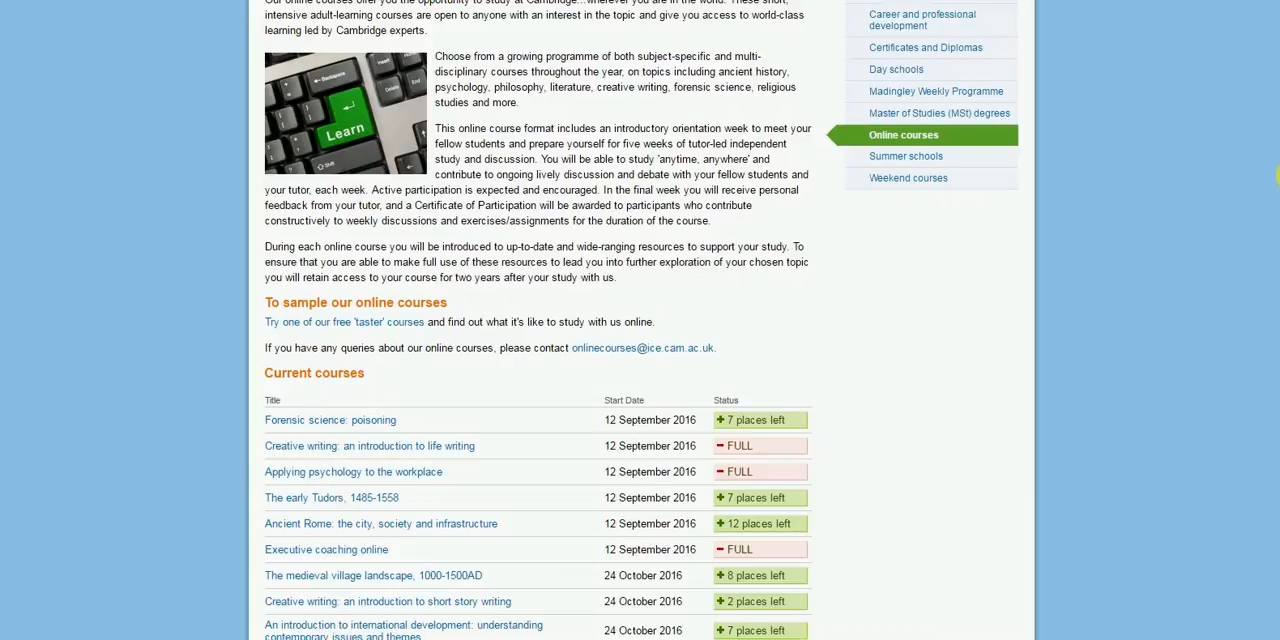 Our online courses offer you the opportunity to study at Cambridge...wherever you are in the world. These short,
intensive adult-learning courses are open to anyone with an interest in the topic and give you access to world-class
learning led by Cambridge experts.
Backspace
Insert
Delete
End
Learn
Shift
Choose from a growing programme of both subject-specific and multi-
disciplinary courses throughout the year, on topics including ancient history,
psychology, philosophy, literature, creative writing, forensic science, religious
studies and more.
This online course format includes an introductory orientation week to meet your
fellow students and prepare yourself for five weeks of tutor-led independent
study and discussion. You will be able to study 'anytime, anywhere' and
contribute to ongoing lively discussion and debate with your fellow students and
your tutor, each week. Active participation is expected and encouraged. In the final week you will receive personal
feedback from your tutor, and a Certificate of Participation will be awarded to participants who contribute
constructively to weekly discussions and exercises/assignments for the duration of the course.
During each online course you will be introduced to up-to-date and wide-ranging resources to support your study. To
ensure that you are able to make full use of these resources to lead you into further exploration of your chosen topic
you will retain access to your course for two years after your study with us.
To sample our online courses
Try one of our free 'taster' courses and find out what it's like to study with us online.
If you have any queries about our online courses, please contact onlinecourses@ice.cam.ac.uk.
Current courses
Title Start Date Status
Forensic science: poisoning 12 September 2016 + 7 places left
Creative writing: an introduction to life writing 12 September 2016 - FULL
Applying psychology to the workplace 12 September 2016 - FULL
The early Tudors, 1485-1558 12 September 2016 + 7 places left
Ancient Rome: the city, society and infrastructure 12 September 2016 + 12 places left
Executive coaching online 12 September 2016 - FULL
The medieval village landscape, 1000-1500AD 24 October 2016 + 8 places left
Creative writing: an introduction to short story writing 24 October 2016 + 2 places left
An introduction to international development: understanding
contemporary issues and themes 24 October 2016 + 7 places left
Career and professional
development
Certificates and Diplomas
Day schools
Madingley Weekly Programme
Master of Studies (MSt) degrees
Online courses
Summer schools
Weekend courses